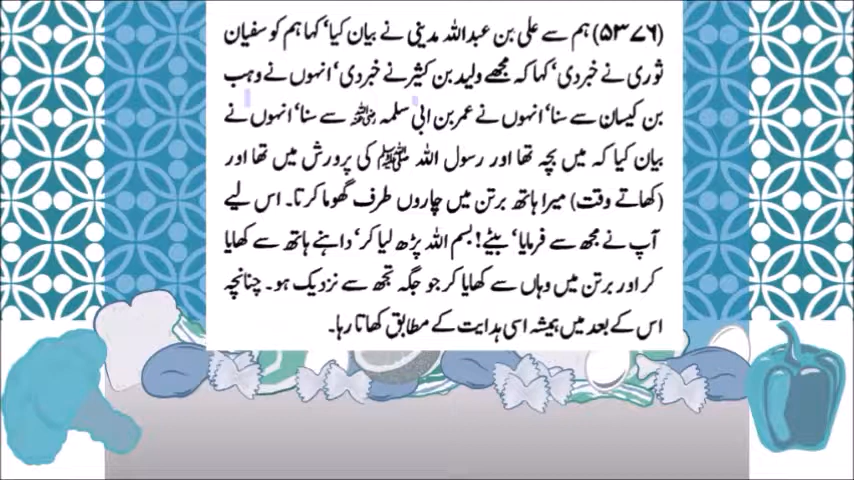 (۵۳۷۶) ہم سے علی بن عبداللہ مدینی نے بیان کیا‘ کہا ہم کو سفیان
ثوری نے خبر دی‘ کہا کہ مجھے ولید بن کثیر نے خبر دی‘ انہوں نے وہب
بن کیسان سے سنا‘ انہوں نے عمر بن ابی سلمہ رضی اللہ عنہ سے سنا‘ انہوں نے
بیان کیا کہ میں بچہ تھا اور رسول اللہ ﷺ کی پرورش میں تھا اور
(کھاتے وقت) میرا ہاتھ برتن میں چاروں طرف گھوما کرتا۔ اس لیے
آپ نے مجھ سے فرمایا‘ بیٹے! بسم اللہ پڑھ لیا کر‘ داہنے ہاتھ سے کھایا
کر اور برتن میں وہاں سے کھایا کر جو جگہ تجھ سے نزدیک ہو۔ چنانچہ
اس کے بعد میں ہمیشہ اسی ہدایت کے مطابق کھاتا رہا۔